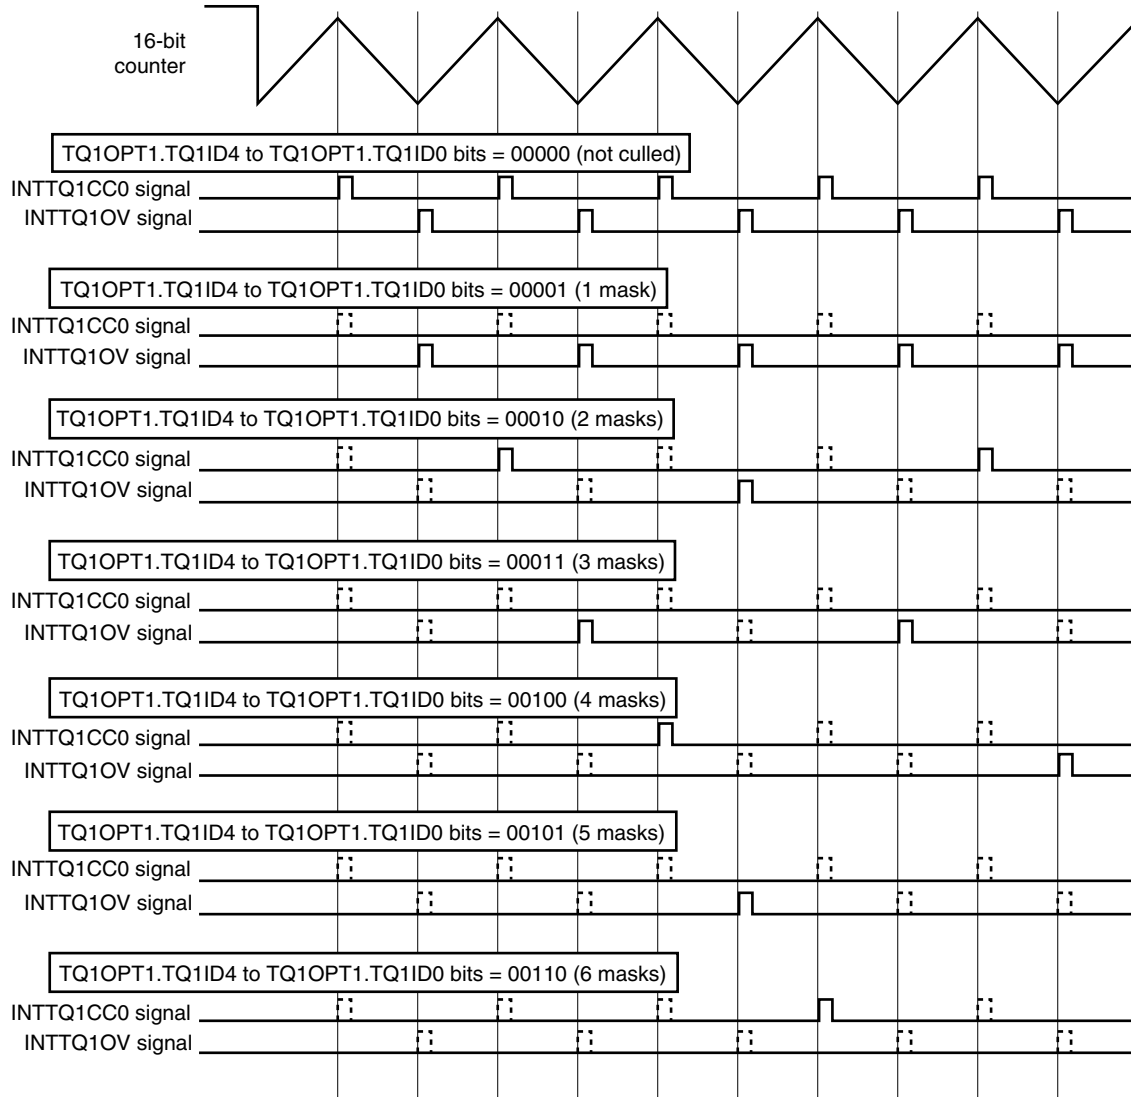 16-bit
counter
TQ1OPT1.TQ1ID4 to TQ1OPT1.TQ1ID0 bits = 00000 (not culled)
INTTQ1CC0 signal
INTTQ1OV signal
TQ1OPT1.TQ1ID4 to TQ1OPT1.TQ1ID0 bits = 00001 (1 mask)
INTTQ1CC0 signal
INTTQ1OV signal
TQ1OPT1.TQ1ID4 to TQ1OPT1.TQ1ID0 bits = 00010 (2 masks)
INTTQ1CC0 signal
INTTQ1OV signal
TQ1OPT1.TQ1ID4 to TQ1OPT1.TQ1ID0 bits = 00011 (3 masks)
INTTQ1CC0 signal
INTTQ1OV signal
TQ1OPT1.TQ1ID4 to TQ1OPT1.TQ1ID0 bits = 00100 (4 masks)
INTTQ1CC0 signal
INTTQ1OV signal
TQ1OPT1.TQ1ID4 to TQ1OPT1.TQ1ID0 bits = 00101 (5 masks)
INTTQ1CC0 signal
INTTQ1OV signal
TQ1OPT1.TQ1ID4 to TQ1OPT1.TQ1ID0 bits = 00110 (6 masks)
INTTQ1CC0 signal
INTTQ1OV signal